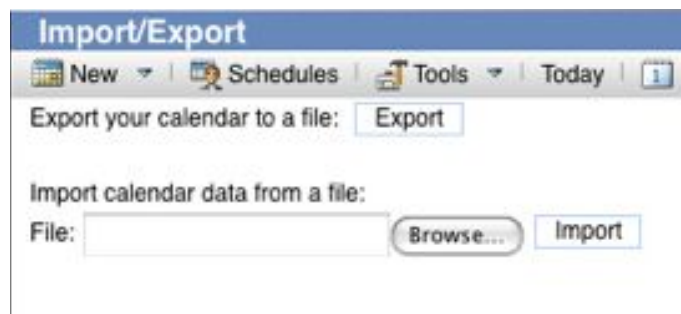 Import/Export
New Schedules Tools Today 1
Export your calendar to a file: Export
Import calendar data from a file:
File: Browse... Import